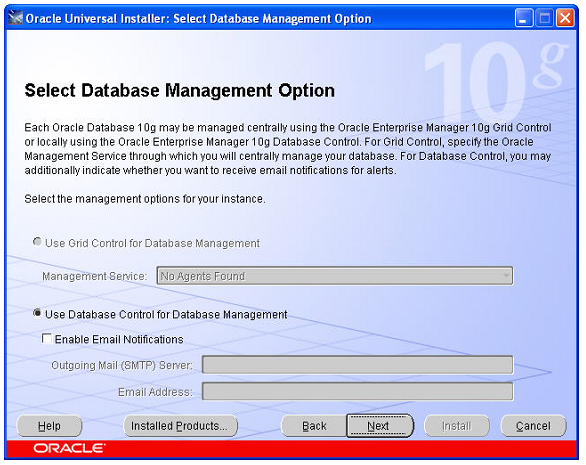 Oracle Universal Installer: Select Database Management Option
10g
Select Database Management Option
Each Oracle Database 10g may be managed centrally using the Oracle Enterprise Manager 10g Grid Control
or locally using the Oracle Enterprise Manager 10g Database Control. For Grid Control, specify the Oracle
Management Service through which you will centrally manage your database. For Database Control, you may
additionally indicate whether you want to receive email notifications for alerts.
Select the management options for your instance.
Use Grid Control for Database Management
Management Service: No Agents Found
Use Database Control for Database Management
Enable Email Notifications
Outgoing Mail (SMTP) Server:
Email Address:
Help Installed Products... Back Next Install Cancel
ORACLE